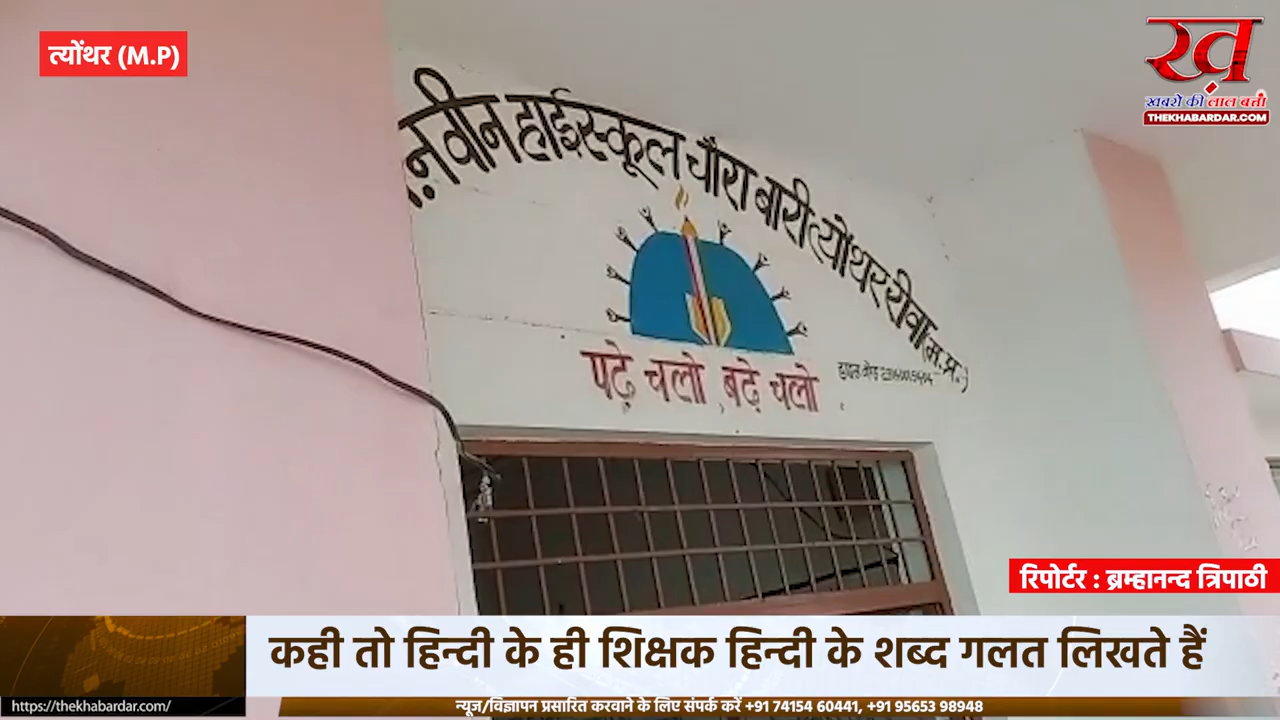 त्योंथर (M.P)
ख़
खबरों की लाल बत्ती
THEKHABARDAR.COM
नवीन हाईस्कूल चौरा बारी त्योंथर रीवा (म.प्र.)
पढ़े चलो, बढ़े चलो
रिपोर्टर : ब्रम्हानन्द त्रिपाठी
कही तो हिन्दी के ही शिक्षक हिन्दी के शब्द गलत लिखते हैं
https://thekhabardar.com/
न्यूज/विज्ञापन प्रसारित करवाने के लिए संपर्क करें +91 74154 60441, +91 95653 98948